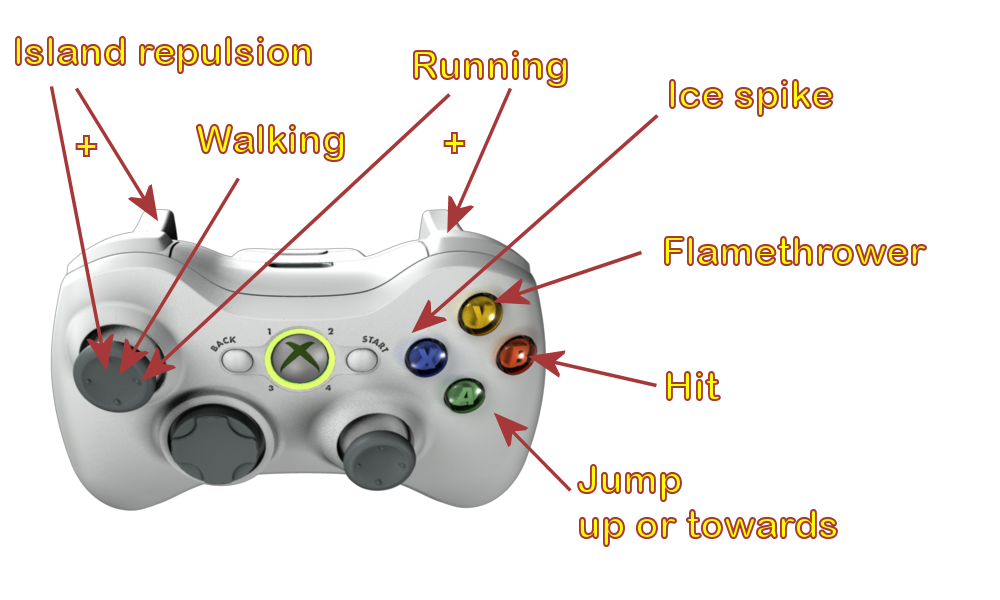 Island repulsion
Running
Ice spike
+
Walking
+
Flamethrower
Y
1
2
BACK
START
X
3
4
A
Hit
Jump
up or towards